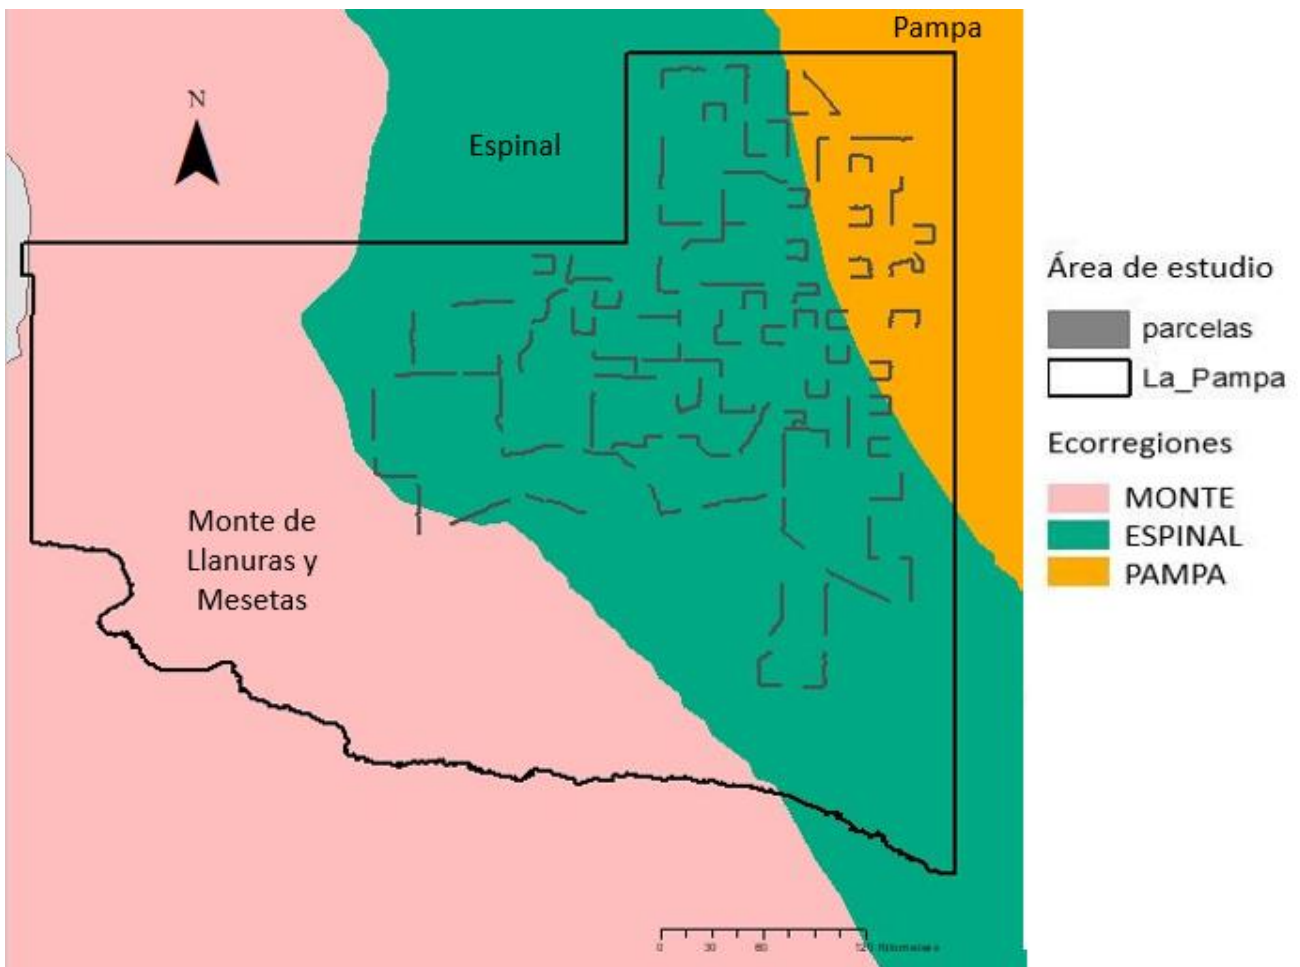 Pampa
N
Espinal
Monte de
Llanuras y
Mesetas
0 30 60 120 Kilometers
Área de estudio
parcelas
La_Pampa
Ecorregiones
MONTE
ESPINAL
PAMPA